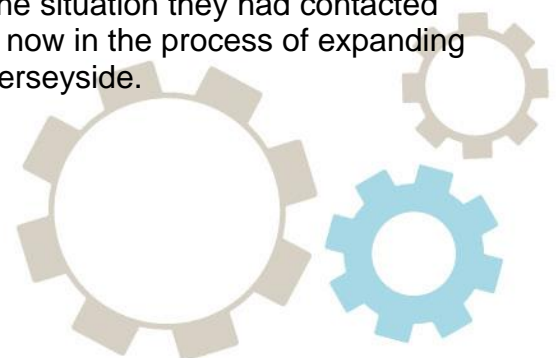 he situation they had contacted
now in the process of expanding
erseyside.